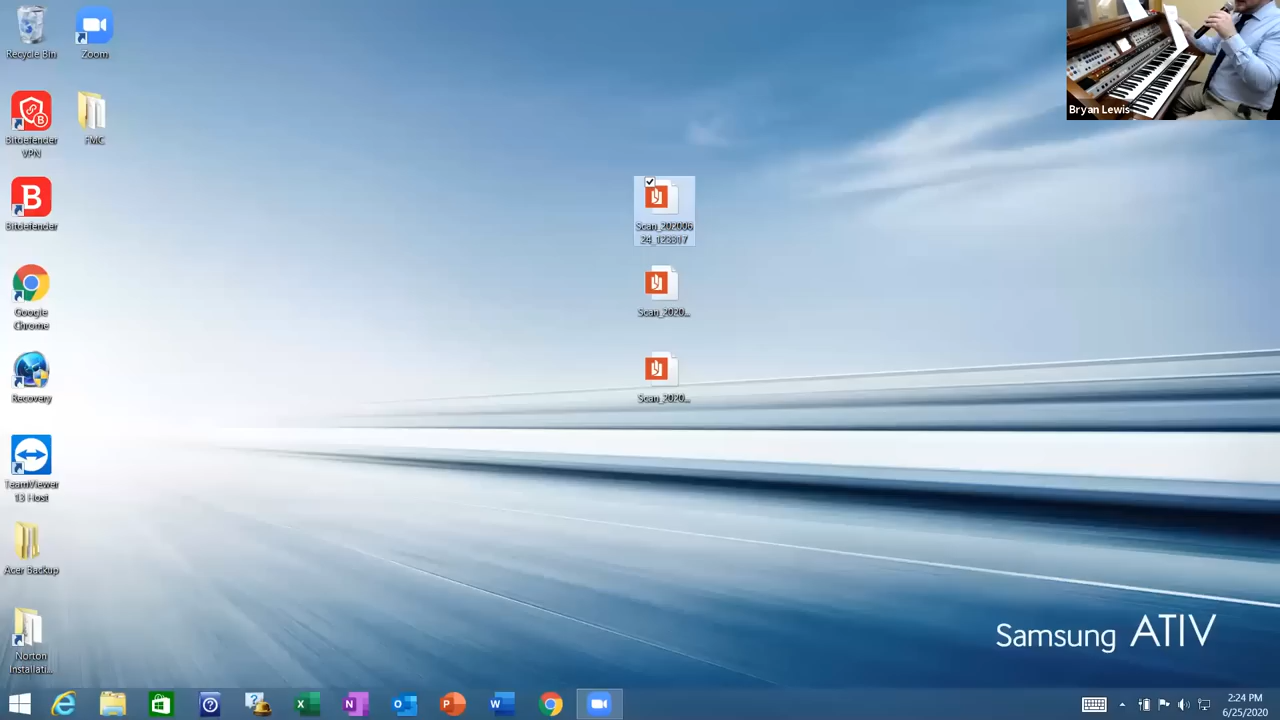 Recycle Bin
Zoom
Bitdefender
VPN
FMC
Bitdefender
Google
Chrome
Recovery
TeamViewer
13 Host
Acer Backup
Norton
Installati...
Scan_202006
24_123317
Scan_2020...
Scan_2020...
Bryan Lewis
Samsung ATIV
2:24 PM
6/25/2020